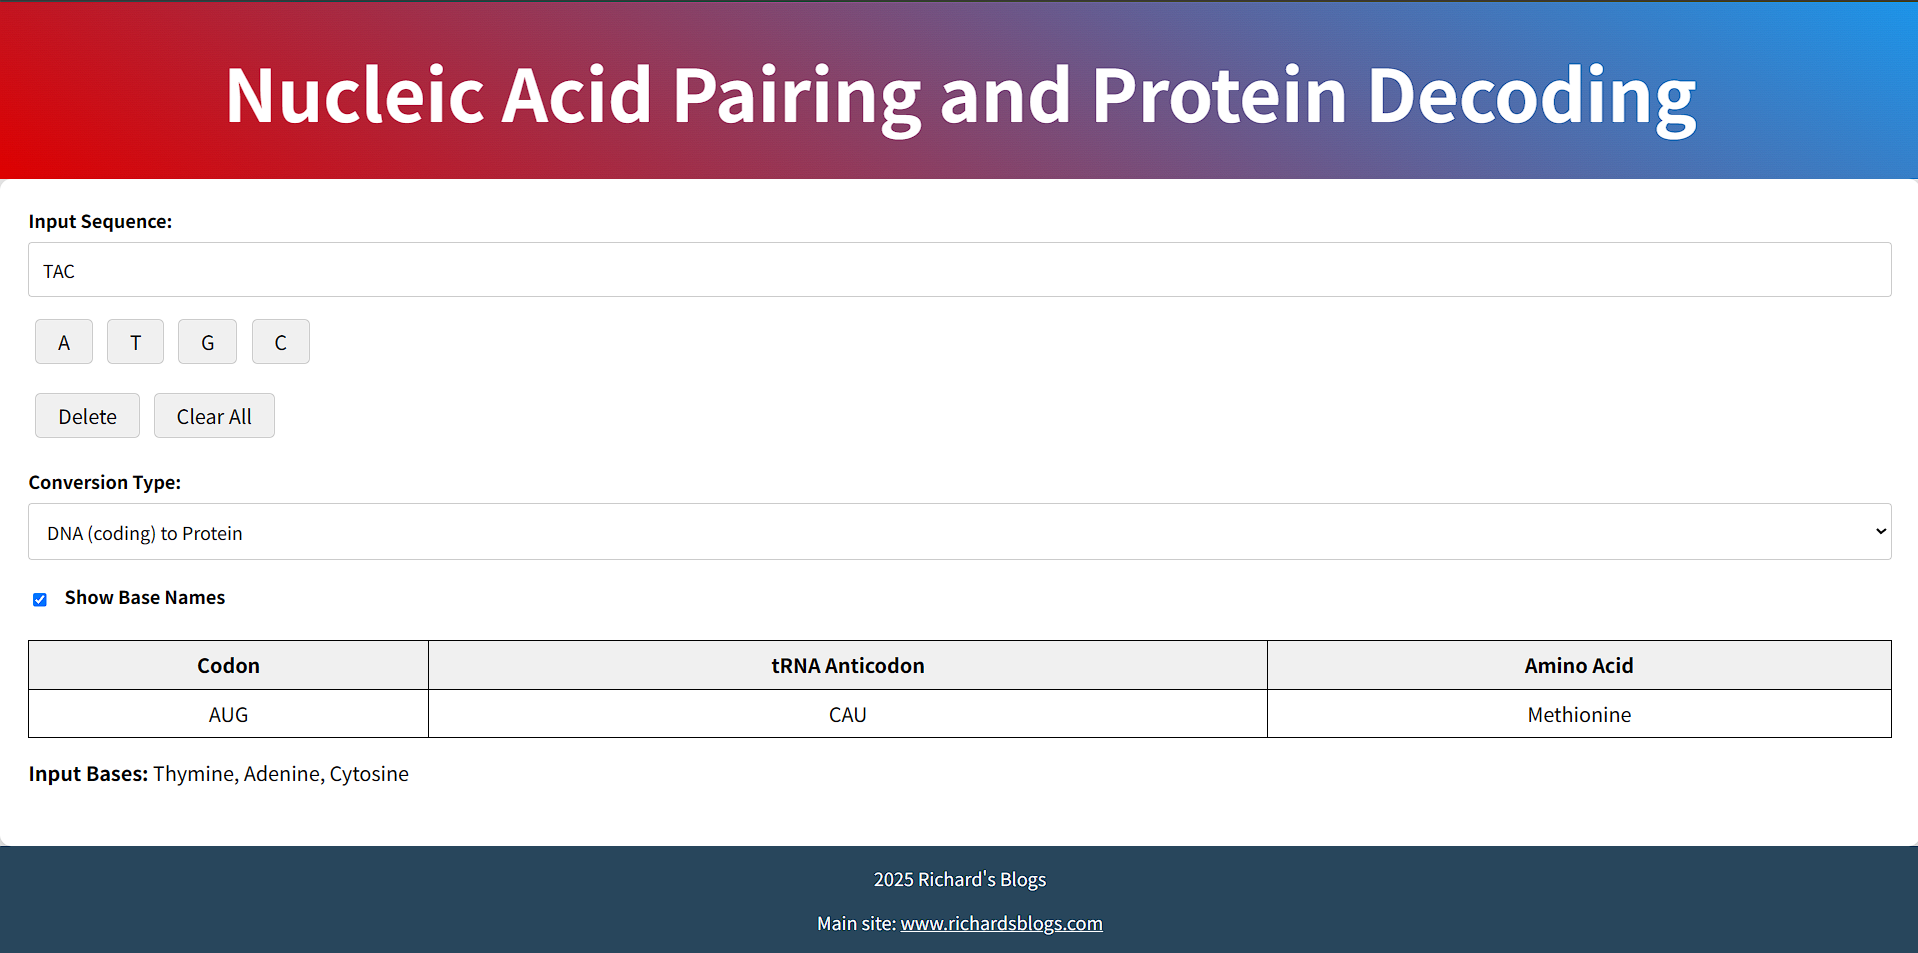 Nucleic Acid Pairing and Protein Decoding
Input Sequence:
TAC
A T G C
Delete Clear All
Conversion Type:
DNA (coding) to Protein
Show Base Names
Codon tRNA Anticodon Amino Acid
AUG CAU Methionine
Input Bases: Thymine, Adenine, Cytosine
2025 Richard's Blogs
Main site: www.richardsblogs.com